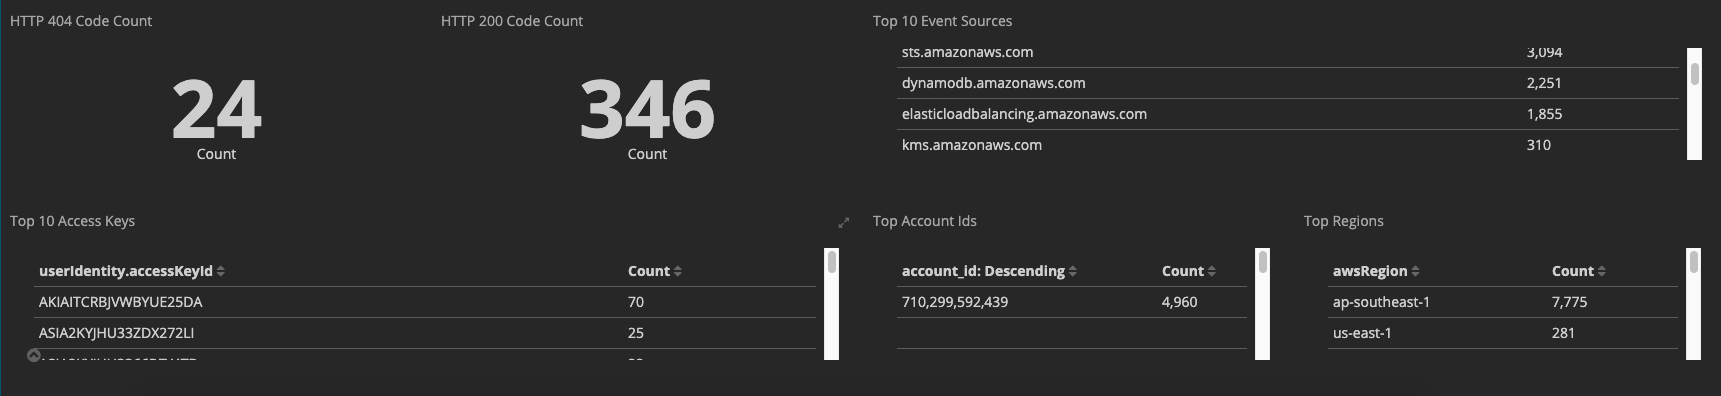 HTTP 404 Code Count
24
Count
HTTP 200 Code Count
346
Count
Top 10 Event Sources
sts.amazonaws.com 3,094
dynamodb.amazonaws.com 2,251
elasticloadbalancing.amazonaws.com 1,855
kms.amazonaws.com 310
Top 10 Access Keys
userIdentity.accessKeyId Count
AKIAITCRBJVWBYUE25DA 70
ASIA2KYJHU33ZDX272LI 25
Top Account Ids
account_id: Descending Count
710,299,592,439 4,960
Top Regions
awsRegion Count
ap-southeast-1 7,775
us-east-1 281